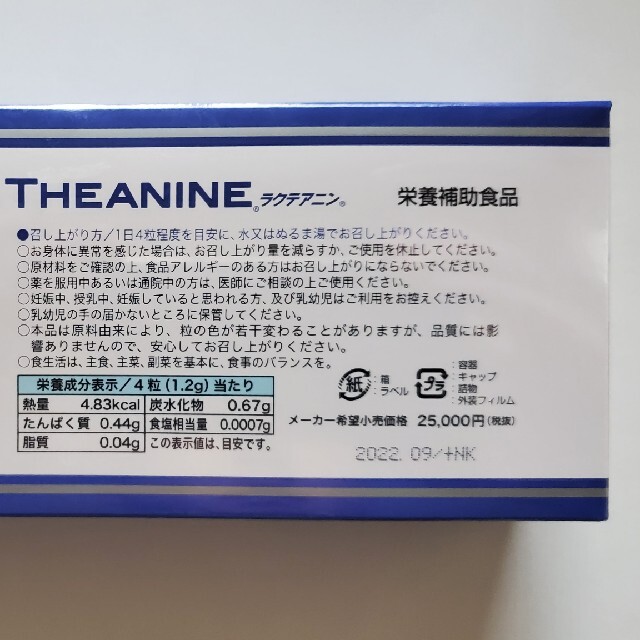 THEANINE® ラクテアニン® 栄養補助食品
●召し上がり方/1日4粒程度を目安に、水又はぬるま湯でお召し上がりください。
○お身体に異常を感じた場合は、お召し上がり量を減らすか、ご使用を休止してください。
○原材料をご確認の上、食品アレルギーのある方はお召し上がりにならないでください。
○薬を服用中あるいは通院中の方は、医師にご相談の上ご使用ください。
○妊娠中、授乳中、妊娠していると思われる方、及び乳幼児はご利用をお控えください。
○乳幼児の手の届かないところに保管してください。
○本品は原料由来により、粒の色が若干変わることがありますが、品質には影
響ありませんので、安心してお召し上がりください。
○食生活は、主食、主菜、副菜を基本に、食事のバランスを。
栄養成分表示/4粒(1.2g)当たり
熱量 4.83kcal 炭水化物 0.67g
たんぱく質 0.44g 食塩相当量 0.0007g
脂質 0.04g この表示値は、目安です。
紙 :箱 :ラベル
プラ :容器 :キャップ :詰物 :外装フィルム
メーカー希望小売価格 25,000円(税抜)
2022.09/+NK